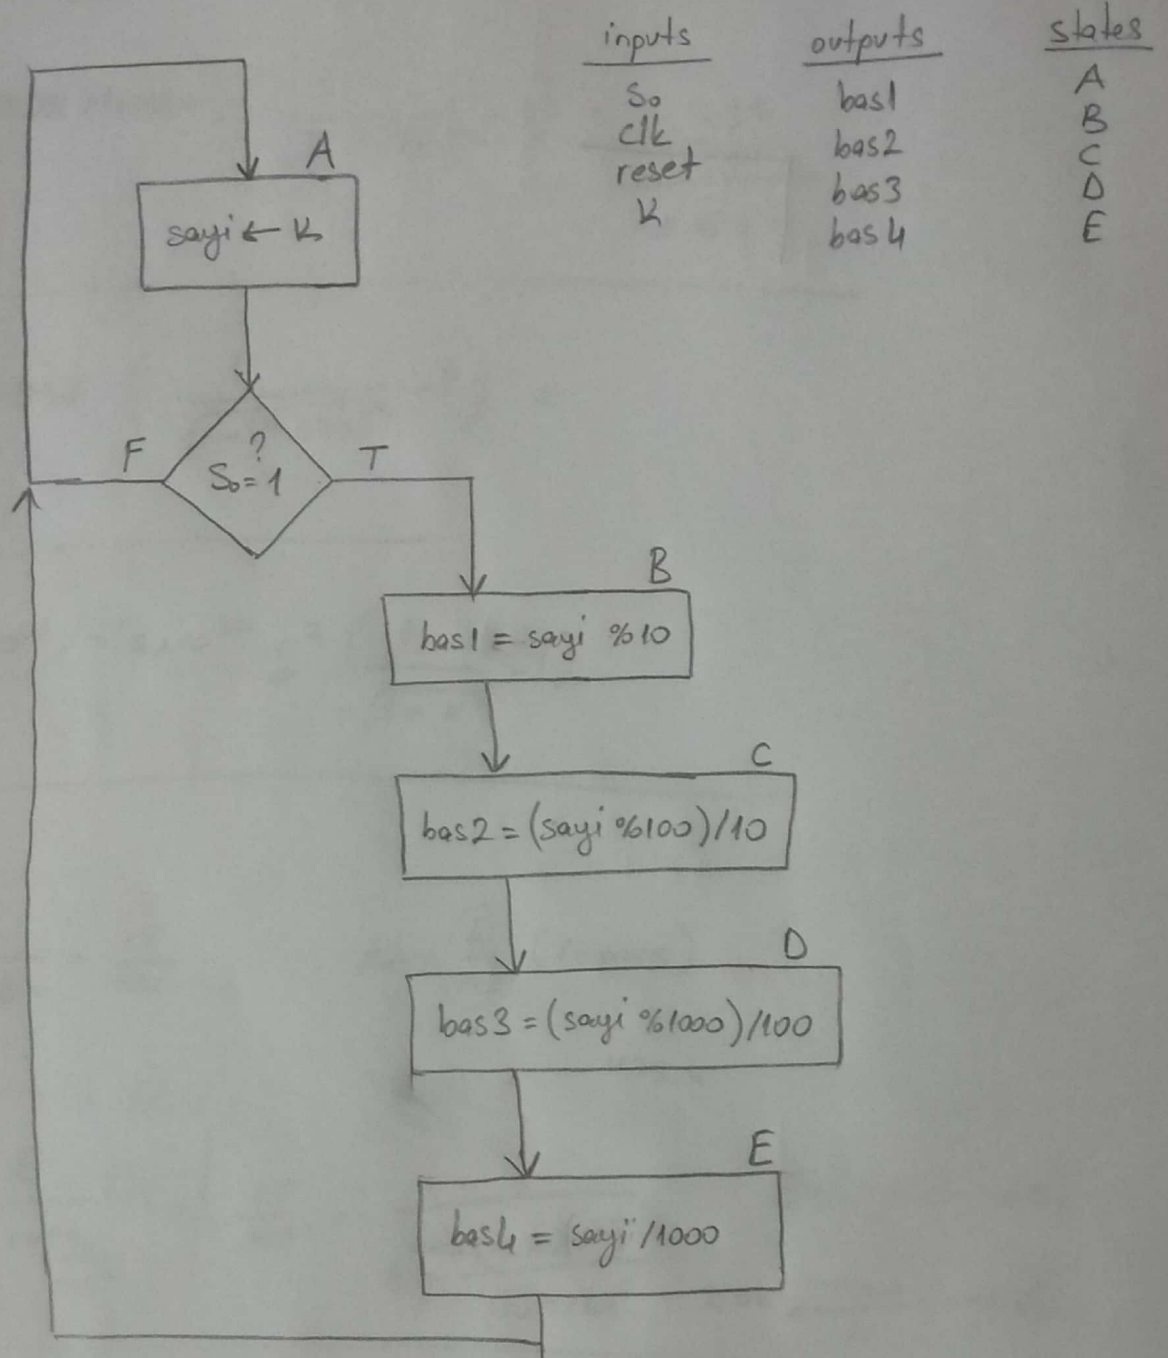 inputs
S₀
clk
reset
K
outputs
bas1
bas2
bas3
bas4
states
A
B
C
D
E
A
sayi ← K
?
S₀=1
F
T
B
bas1 = sayi %10
C
bas2 = (sayi %100)/10
D
bas3 = (sayi %1000)/100
E
bas4 = sayi /1000